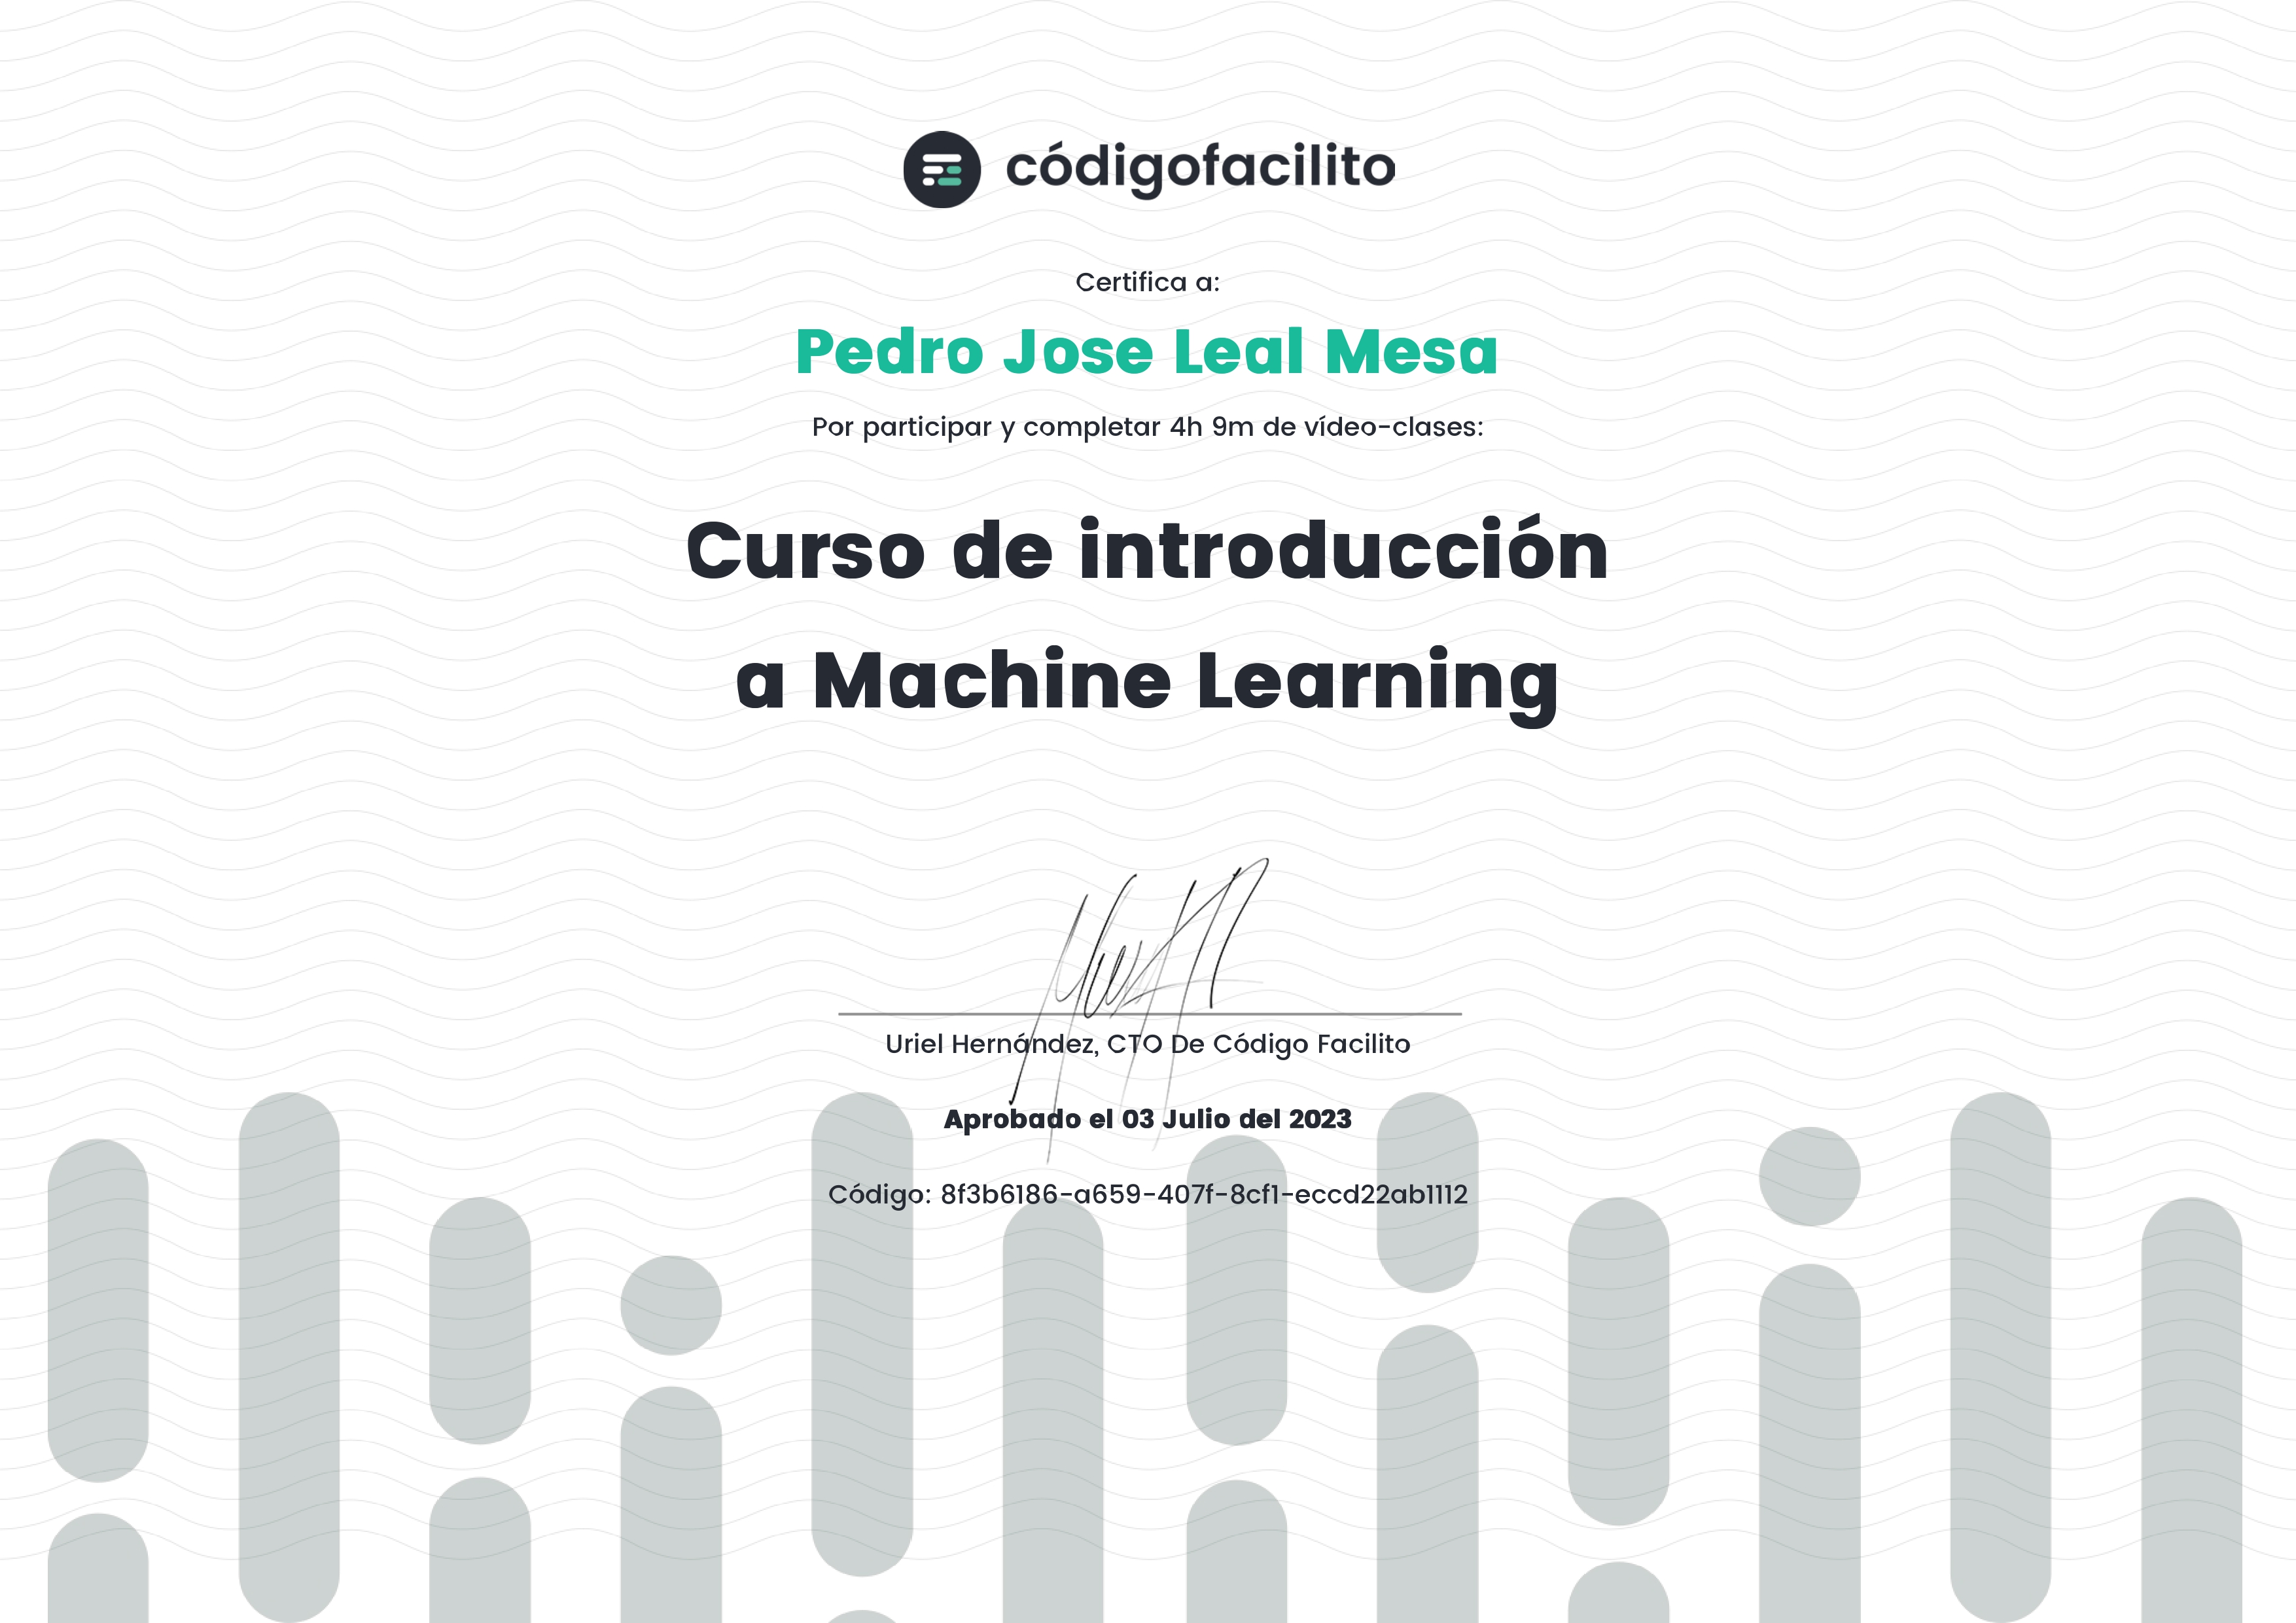 códigofacilito
Certifica a:
Pedro Jose Leal Mesa
Por participar y completar 4h 9m de vídeo-clases:
Curso de introducción
a Machine Learning
Uriel Hernández, CTO De Código Facilito
Aprobado el 03 Julio del 2023
Código: 8f3b6186-a659-407f-8cf1-eccd22ab1112